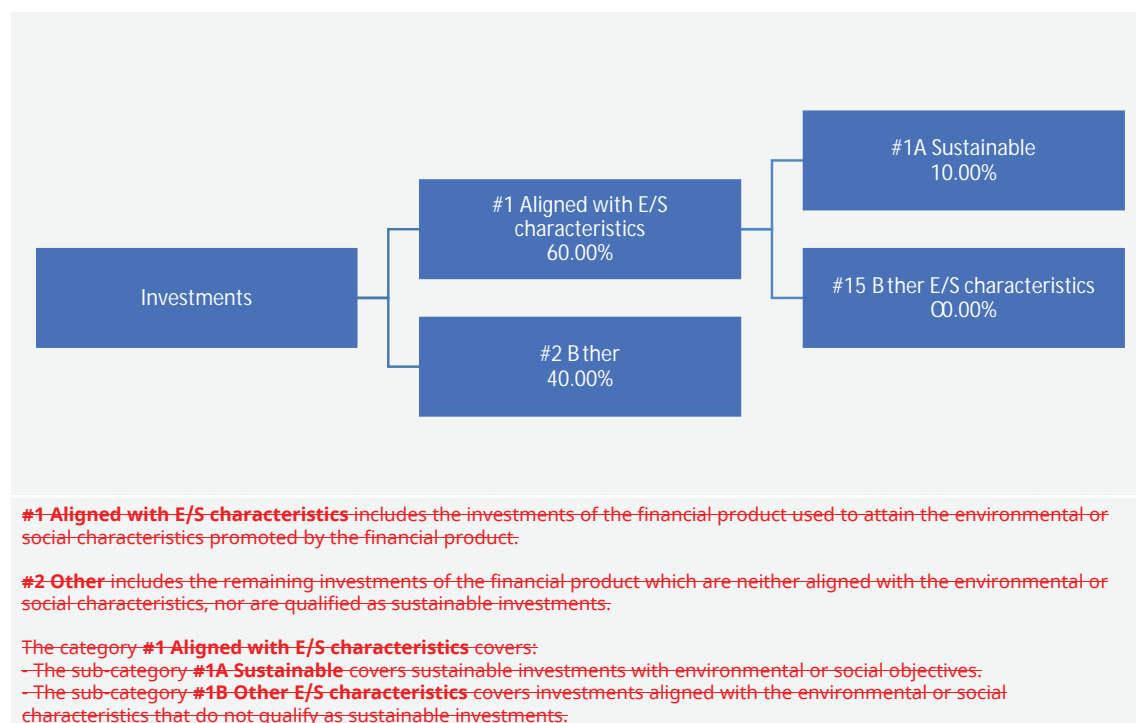 #1A Sustainable
10.00%
#1 Aligned with E/S
characteristics
60.00%
#15 B ther E/S characteristics
O0.00%
Investments
#2 B ther
40.00%
#1 Aligned with E/S characteristics includes the investments of the financial product used to attain the environmental or
social characteristics promoted by the financial product.
#2 Other includes the remaining investments of the financial product which are neither aligned with the environmental or
social characteristics, nor are qualified as sustainable investments.
The category #1 Aligned with E/S characteristics covers:
- The sub-category #1A Sustainable covers sustainable investments with environmental or social objectives.
- The sub-category #1B Other E/S characteristics covers investments aligned with the environmental or social
characteristics that do not qualify as sustainable investments.